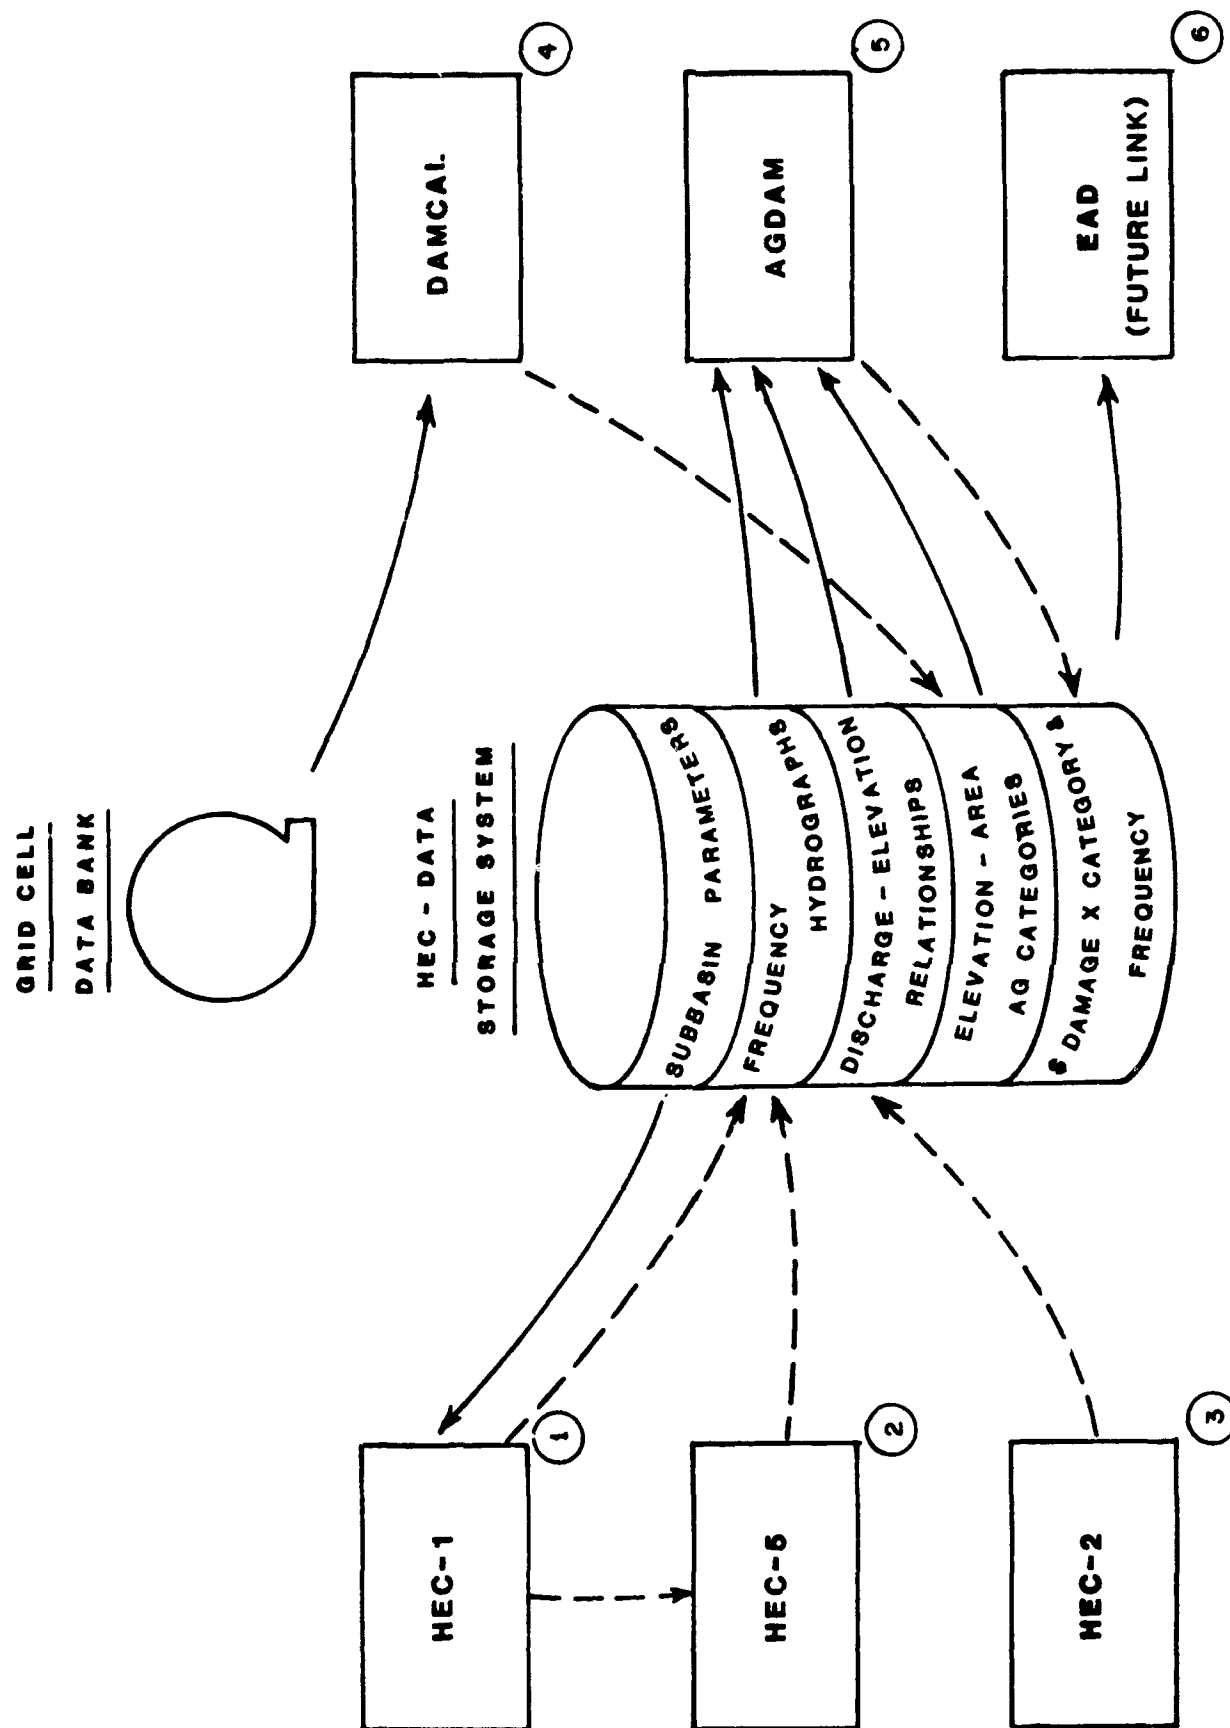 GRID CELL
DATA BANK
HEC - DATA
STORAGE SYSTEM
HEC-1
1
HEC-5
2
HEC-2
3
SUBBASIN PARAMETERS
FREQUENCY
HYDROGRAPHS
DISCHARGE - ELEVATION
RELATIONSHIPS
ELEVATION - AREA
AG CATEGORIES
$ DAMAGE X CATEGORY &
FREQUENCY
DAMCAL
4
AGDAM
5
EAD
(FUTURE LINK)
6